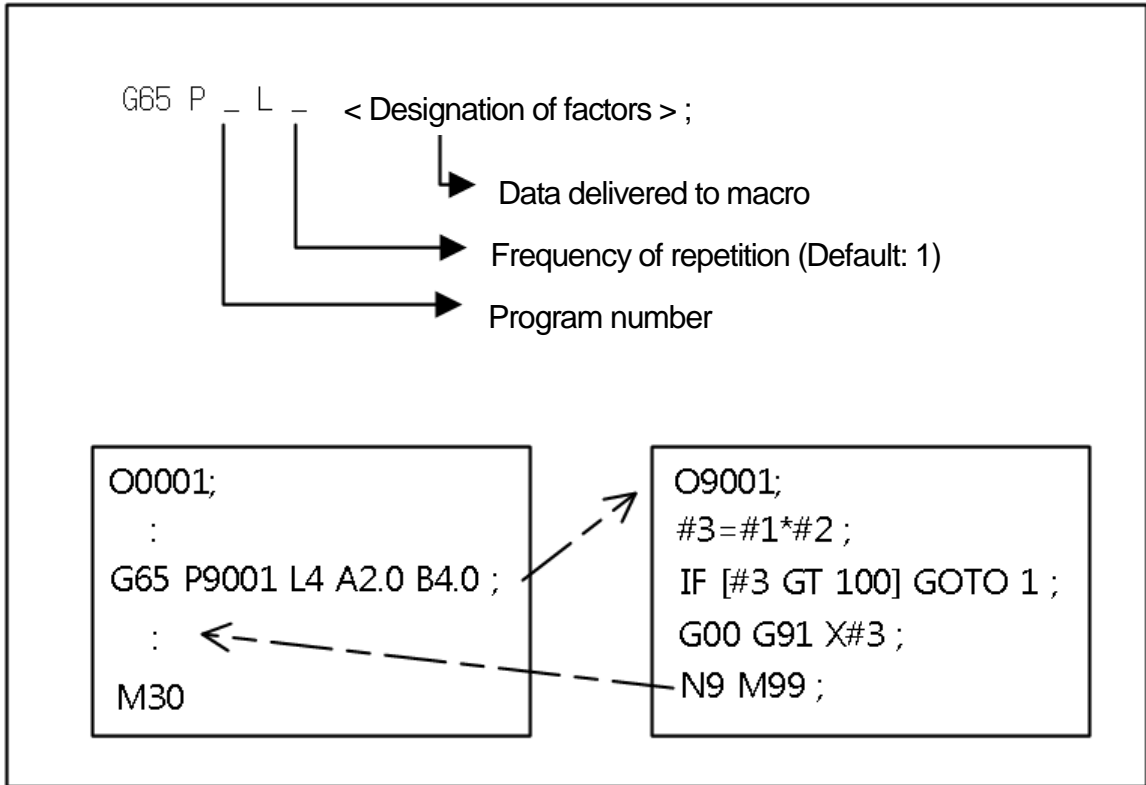 G65 P _ L _ < Designation of factors > ;
Data delivered to macro
Frequency of repetition (Default: 1)
Program number
O0001;
:
G65 P9001 L4 A2.0 B4.0 ;
:
M30
O9001;
#3=#1*#2 ;
IF [#3 GT 100] GOTO 1 ;
G00 G91 X#3 ;
N9 M99 ;